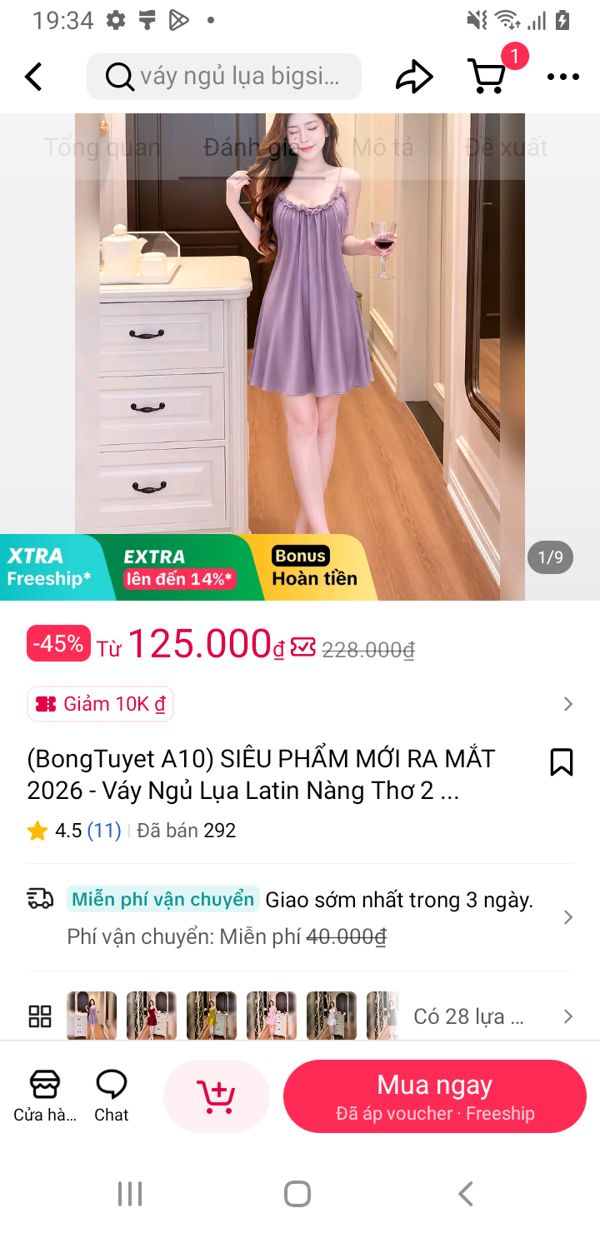 19:34
váy ngủ lụa bigsi...
1
Tổng quan
Đánh giá
Mô tả
Đề xuất
XTRA
Freeship*
EXTRA
lên đến 14%*
Bonus
Hoàn tiền
1/9
-45% Từ 125.000₫ 228.000₫
Giảm 10K ₫
(BongTuyet A10) SIÊU PHẨM MỚI RA MẮT
2026 - Váy Ngủ Lụa Latin Nàng Thơ 2 ...
4.5 (11) Đã bán 292
Miễn phí vận chuyển Giao sớm nhất trong 3 ngày.
Phí vận chuyển: Miễn phí 40.000₫
Có 28 lựa ...
Cửa hà...
Chat
Mua ngay
Đã áp voucher · Freeship